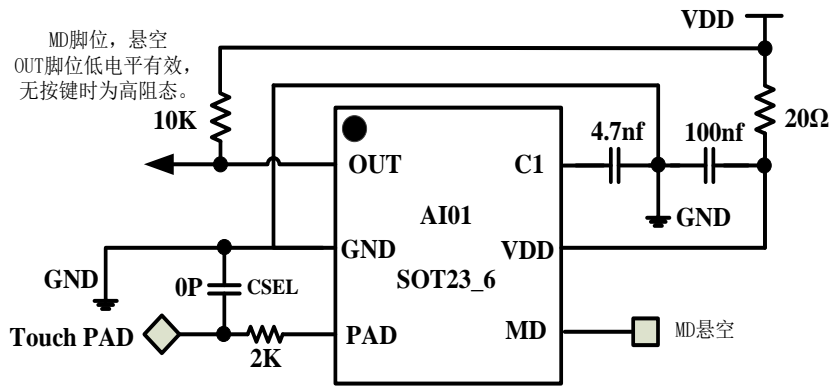 VDD
MD脚位，悬空
OUT脚位低电平有效，
无按键时为高阻态。
10K
4.7nf
100nf
20Ω
OUT
C1
AI01
GND
GND
VDD
SOT23_6
GND
0P
CSEL
Touch PAD
2K
PAD
MD
MD悬空